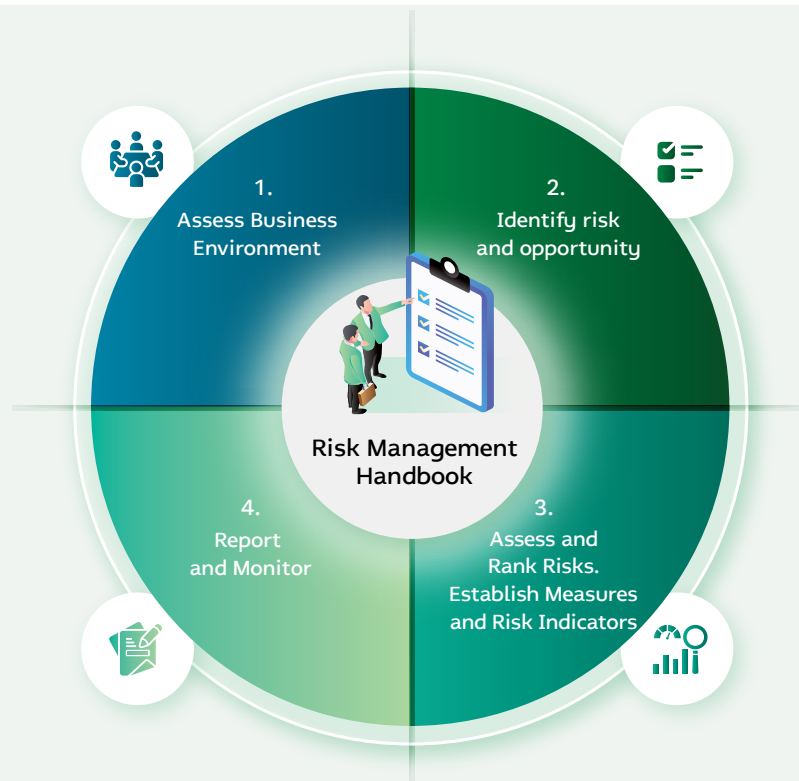 1.
Assess Business
Environment
2.
Identify risk
and opportunity
Risk Management
Handbook
3.
Assess and
Rank Risks.
Establish Measures
and Risk Indicators
4.
Report
and Monitor